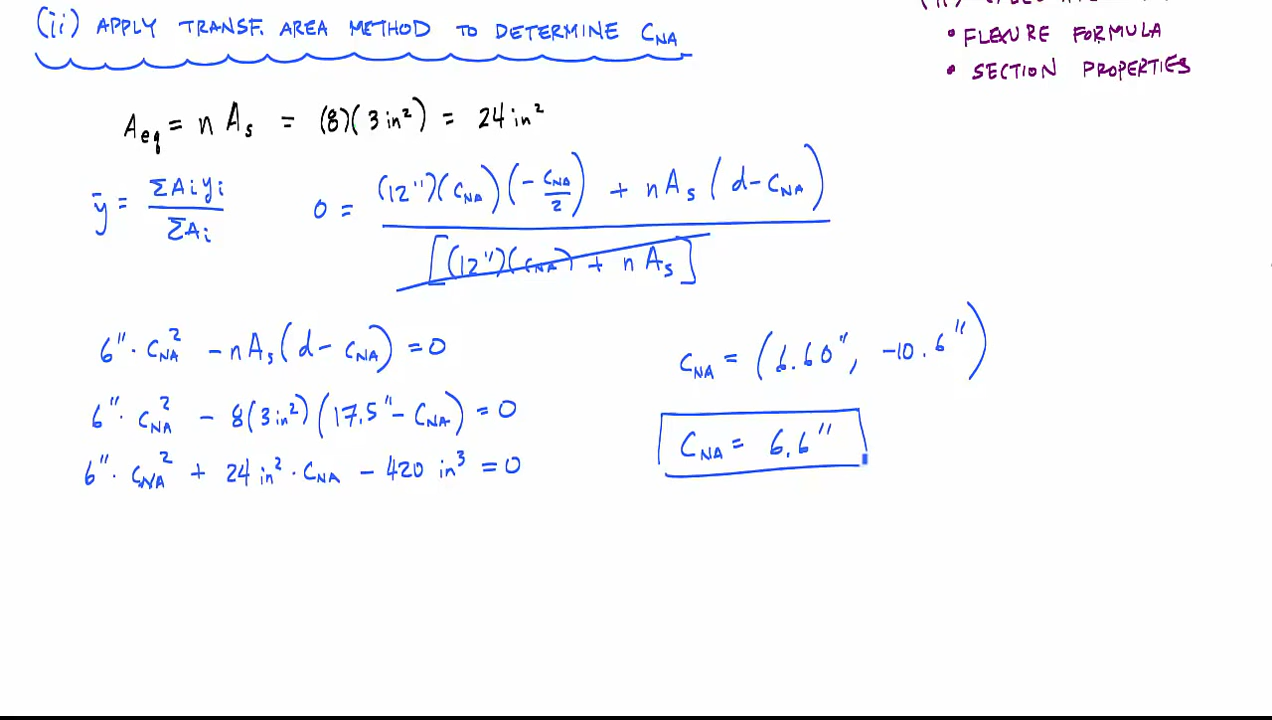 (ii) APPLY TRANSF. AREA METHOD TO DETERMINE C_NA
• FLEXURE FORMULA
• SECTION PROPERTIES
A_eq = n A_s = (8)(3 in²) = 24 in²
ȳ = ΣAiyi / ΣAi
0 = (12")(C_NA)(-C_NA/2) + nA_s (d-C_NA) / [(12")(C_NA) + nA_s]
6"· C_NA² - nA_s(d - C_NA) = 0
6"· C_NA² - 8(3 in²)(17.5" - C_NA) = 0
6"· C_NA² + 24 in² · C_NA - 420 in³ = 0
C_NA = (6.60", -10.6")
C_NA = 6.6"